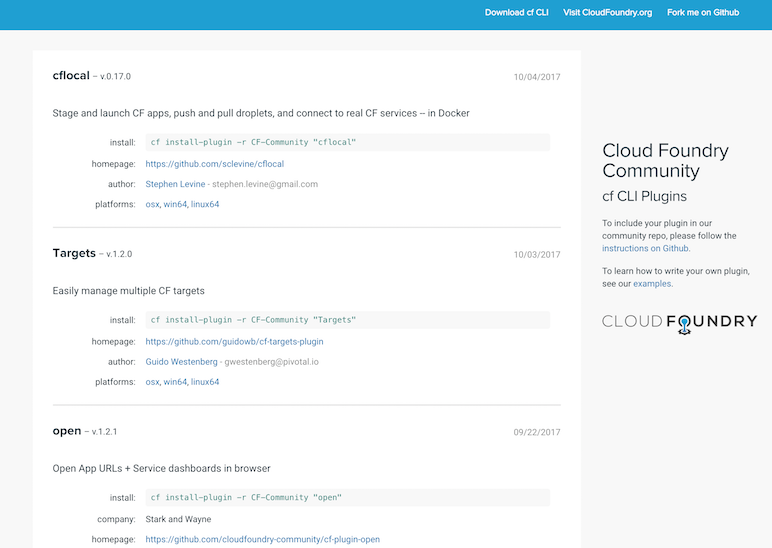 Download cf CLI Visit CloudFoundry.org Fork me on Github
cflocal – v.0.17.0 10/04/2017
Stage and launch CF apps, push and pull droplets, and connect to real CF services -- in Docker
install: cf install-plugin -r CF-Community "cflocal"
homepage: https://github.com/sclevine/cflocal
author: Stephen Levine - stephen.levine@gmail.com
platforms: osx, win64, linux64
Targets – v.1.2.0 10/03/2017
Easily manage multiple CF targets
install: cf install-plugin -r CF-Community "Targets"
homepage: https://github.com/guidowb/cf-targets-plugin
author: Guido Westenberg - gwestenberg@pivotal.io
platforms: osx, win64, linux64
open – v.1.2.1 09/22/2017
Open App URLs + Service dashboards in browser
install: cf install-plugin -r CF-Community "open"
company: Stark and Wayne
homepage: https://github.com/cloudfoundry-community/cf-plugin-open
Cloud Foundry
Community
cf CLI Plugins
To include your plugin in our
community repo, please follow the
instructions on Github.
To learn how to write your own plugin,
see our examples.
CLOUD FOUNDRY